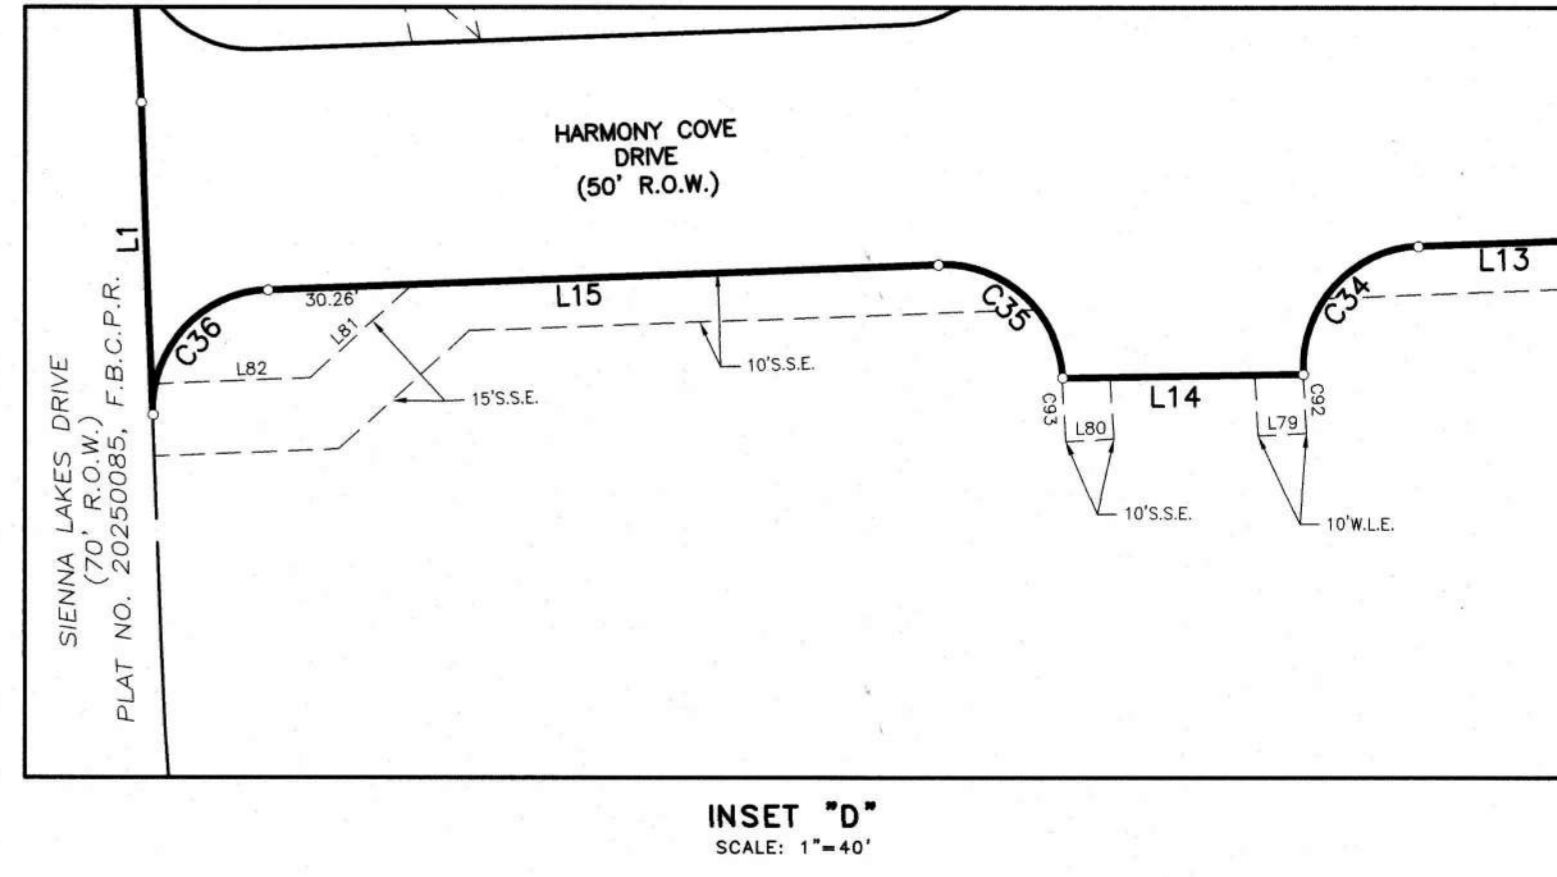 HARMONY COVE
DRIVE
(50' R.O.W.)
L1
SIENNA LAKES DRIVE
(70' R.O.W.)
PLAT NO. 20250085, F.B.C.P.R.
C36
30.26'
L15
L81
L82
15'S.S.E.
10'S.S.E.
C35
C34
L13
L14
C93
C92
L80
L79
10'S.S.E.
10'W.L.E.
INSET "D"
SCALE: 1"=40'